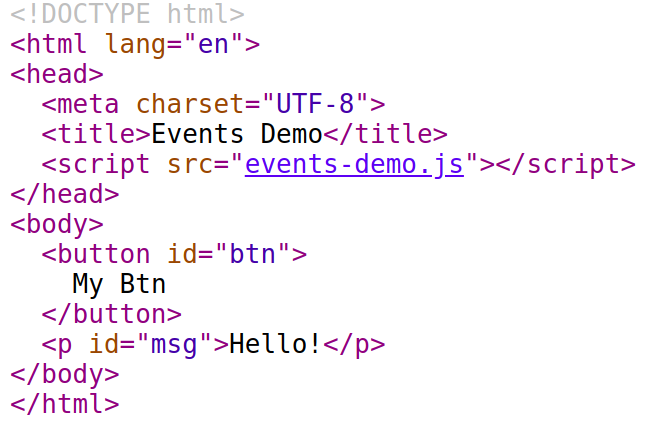 <!DOCTYPE html>
<html lang="en">
<head>
  <meta charset="UTF-8">
  <title>Events Demo</title>
  <script src="events-demo.js"></script>
</head>
<body>
  <button id="btn">
    My Btn
  </button>
  <p id="msg">Hello!</p>
</body>
</html>